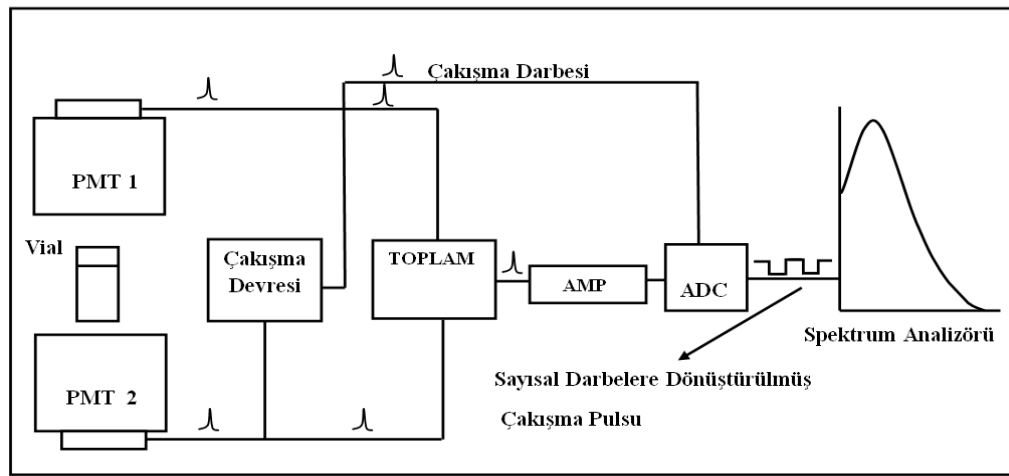 Çakışma Darbesi
PMT 1
Vial
Çakışma
Devresi
TOPLAM
AMP
ADC
Spektrum Analizörü
PMT 2
Sayısal Darbelere Dönüştürülmüş
Çakışma Pulsu